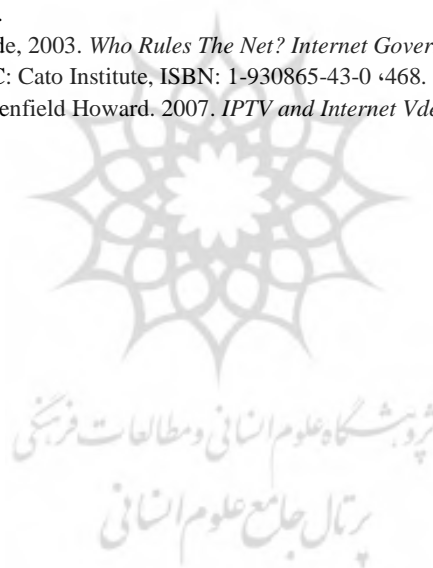 .
de, 2003. Who Rules The Net? Internet Gover
C: Cato Institute, ISBN: 1-930865-43-0 ،468.
enfield Howard. 2007. IPTV and Internet Vde
پژوهشگاه علوم انسانی و مطالعات فرهنگی
پرتال جامع علوم انسانی